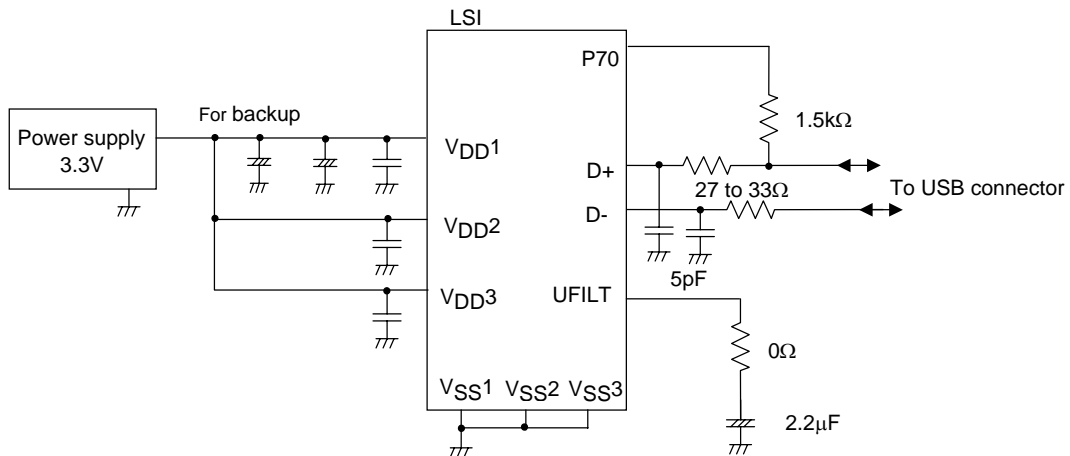 LSI
P70
For backup
Power supply
3.3V
1.5kΩ
VDD1
D+
27 to 33Ω
To USB connector
D-
VDD2
5pF
VDD3
UFILT
0Ω
VSS1 VSS2 VSS3
2.2μF